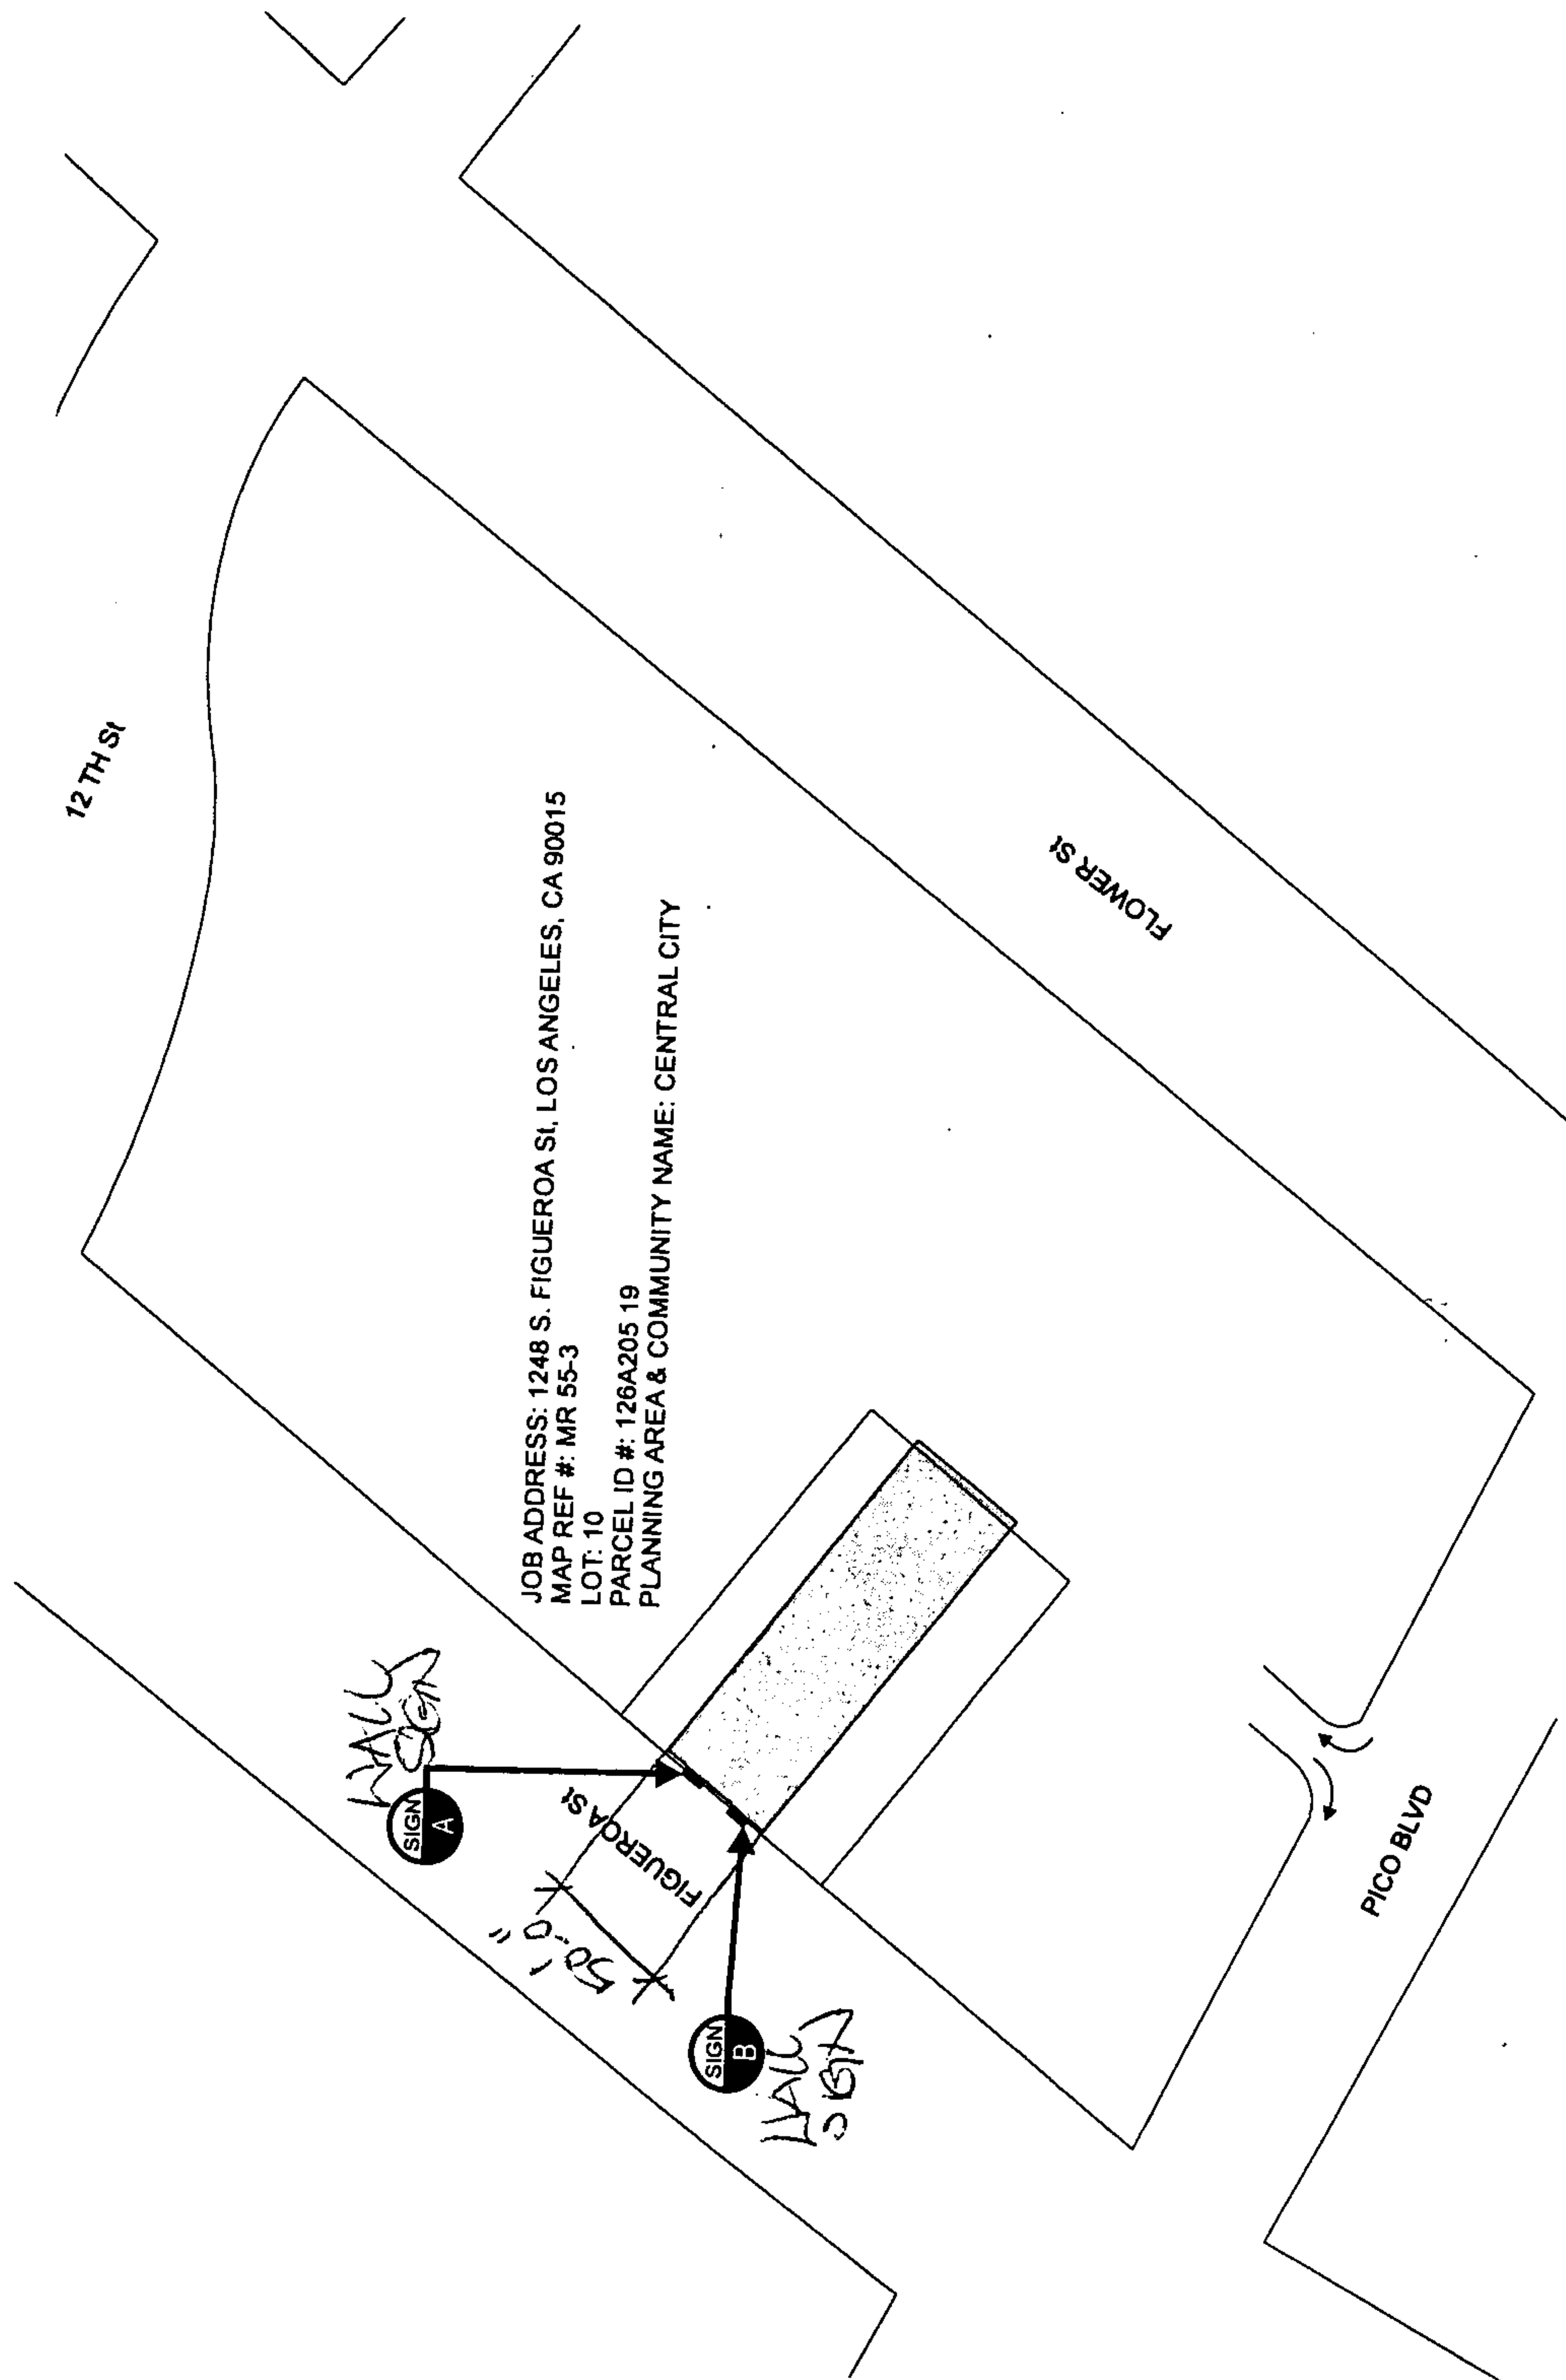 12 TH St
JOB ADDRESS: 1248 S. FIGUEROA St, LOS ANGELES, CA 90015
MAP REF #: MR 55-3
LOT: 10
PARCEL ID #: 126A205 19
PLANNING AREA & COMMUNITY NAME: CENTRAL CITY
FLOWER St
WALL
SIGN
SIGN
A
FIGUEROA St
50'-0"
SIGN
B
WALL
SIGN
PICO BLVD